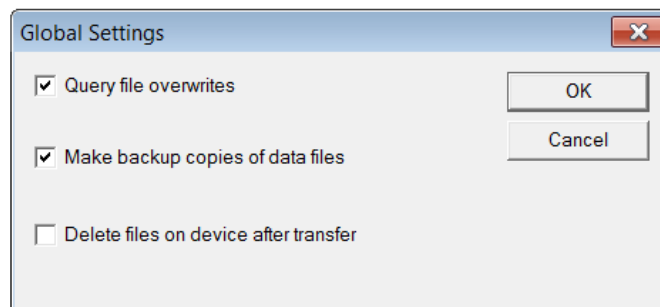 Global Settings
Query file overwrites
OK
Cancel
Make backup copies of data files
Delete files on device after transfer